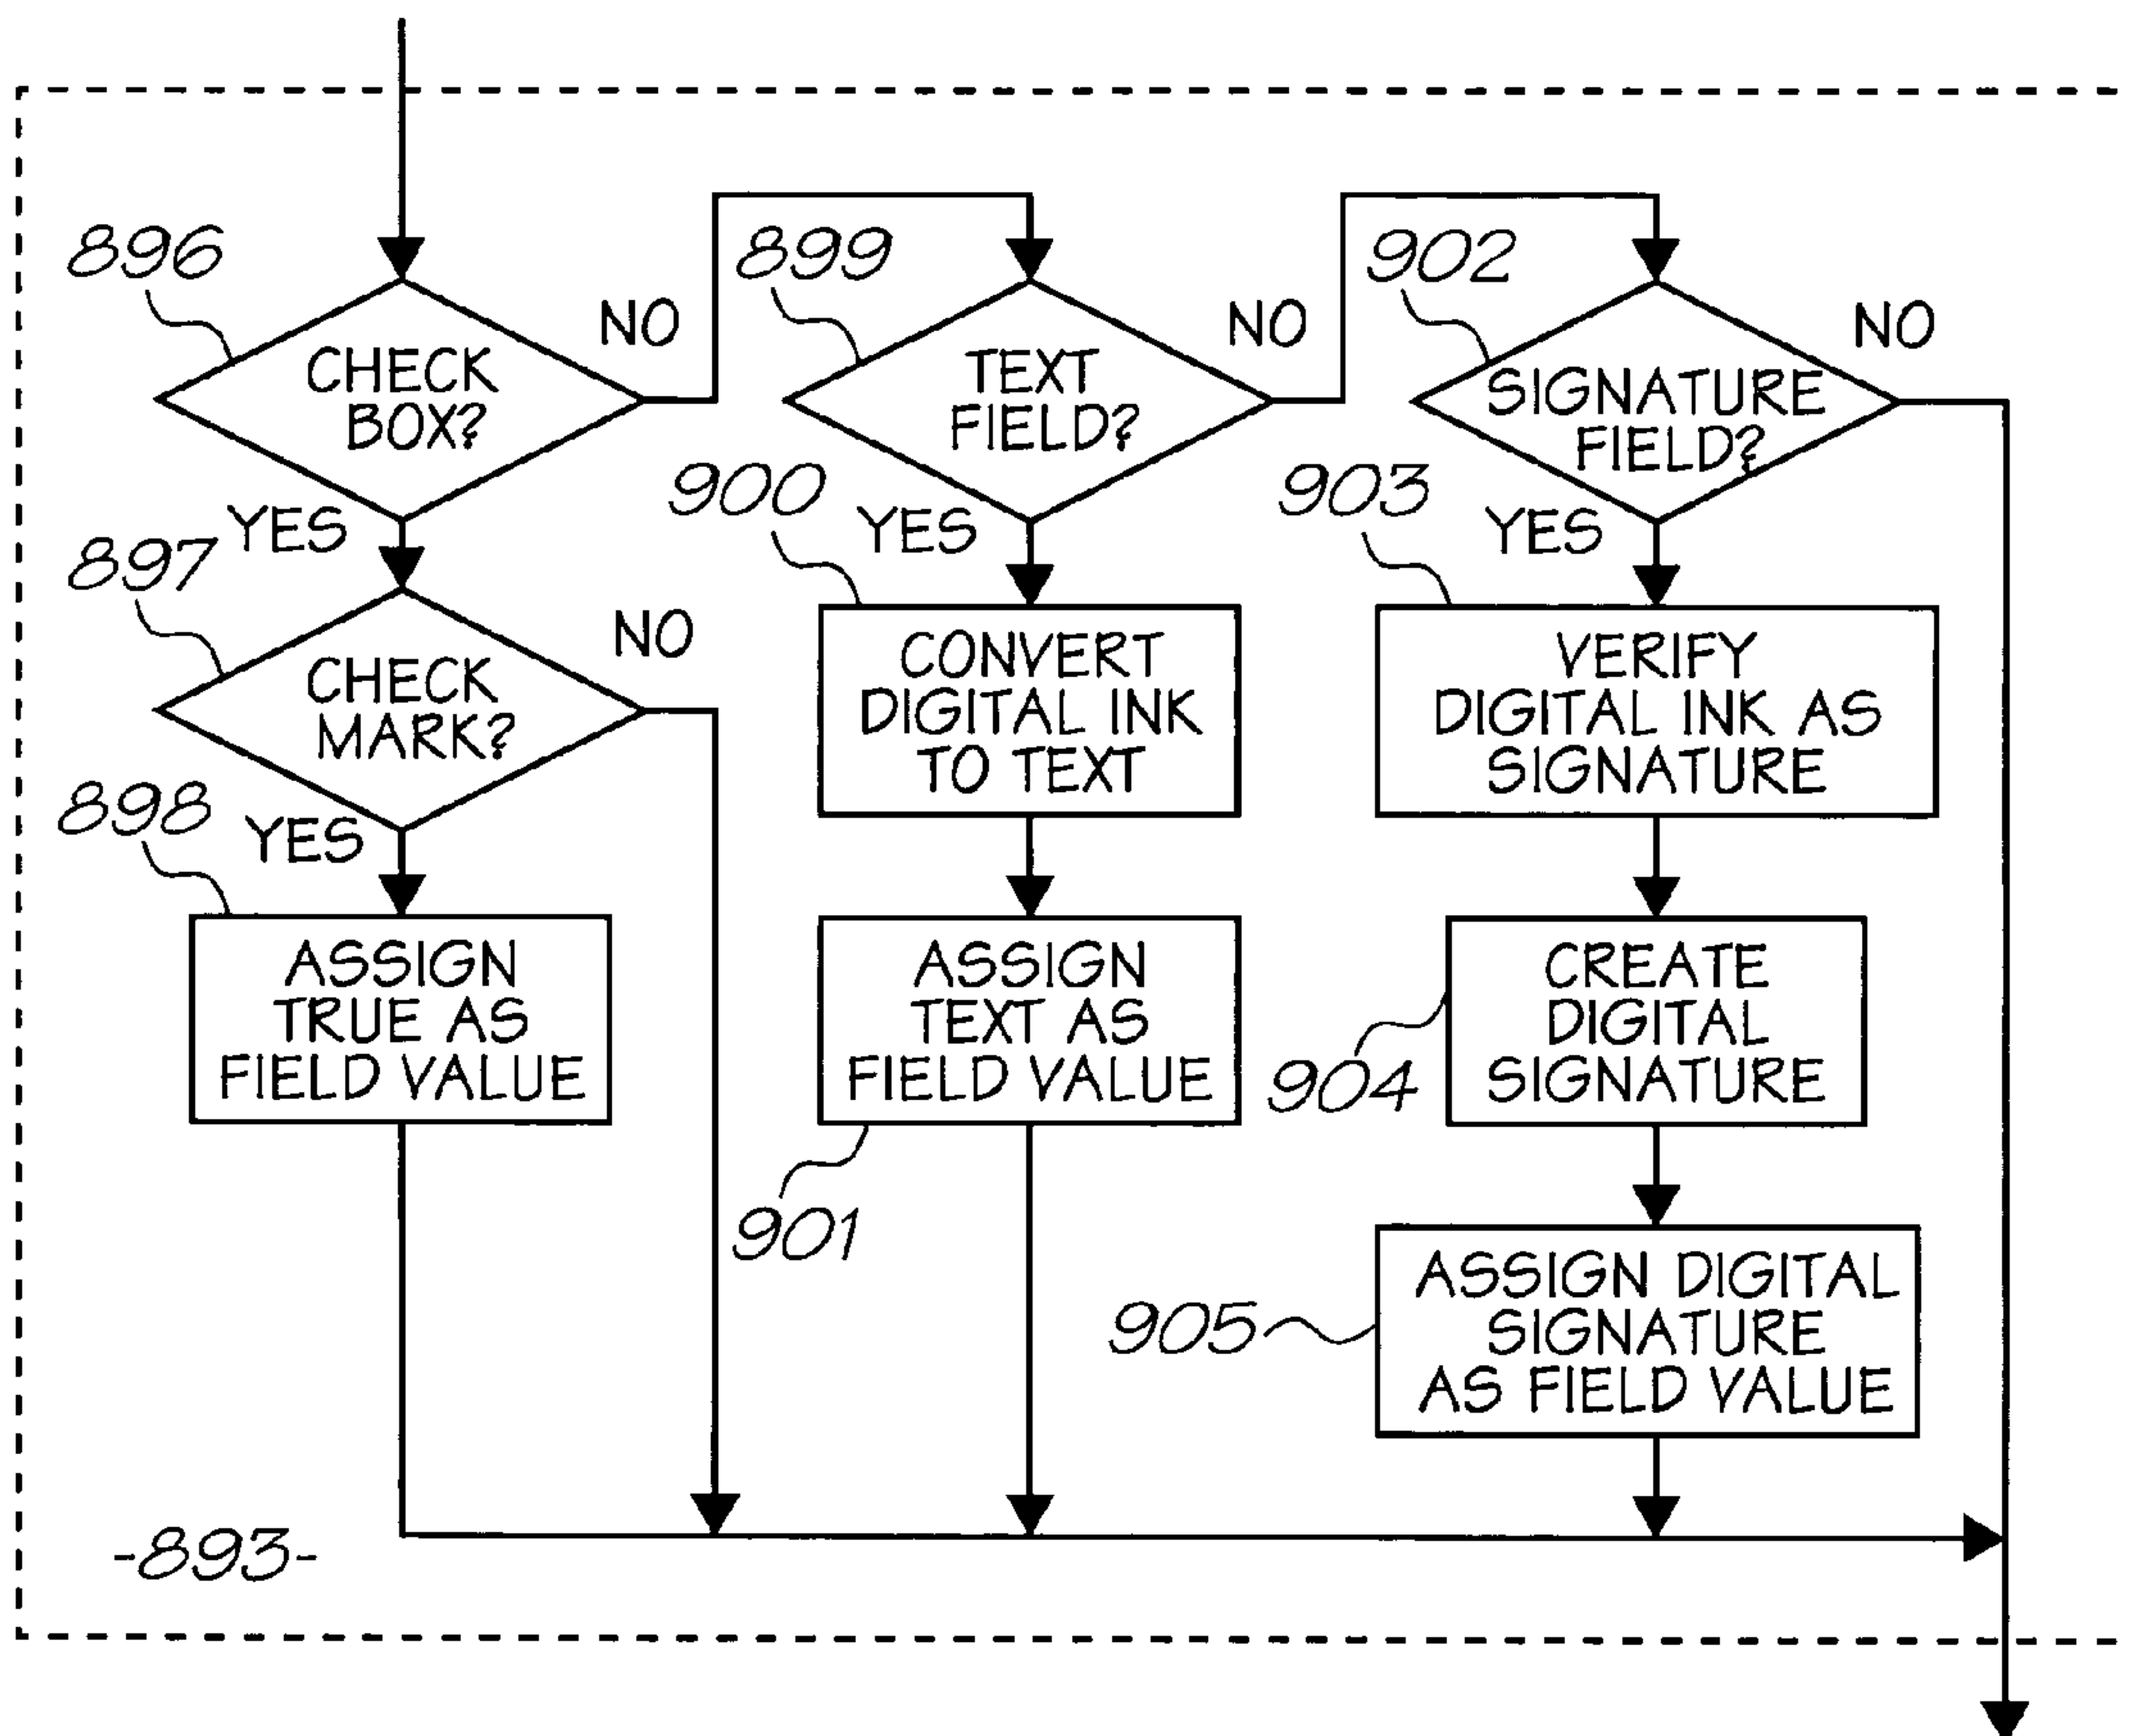 896
CHECK
BOX?
NO
YES
897
CHECK
MARK?
NO
YES
898
ASSIGN
TRUE AS
FIELD VALUE
899
TEXT
FIELD?
NO
YES
900
CONVERT
DIGITAL INK
TO TEXT
ASSIGN
TEXT AS
FIELD VALUE
901
902
SIGNATURE
FIELD?
NO
YES
903
VERIFY
DIGITAL INK AS
SIGNATURE
CREATE
DIGITAL
SIGNATURE
904
ASSIGN DIGITAL
SIGNATURE
AS FIELD VALUE
905
-893-